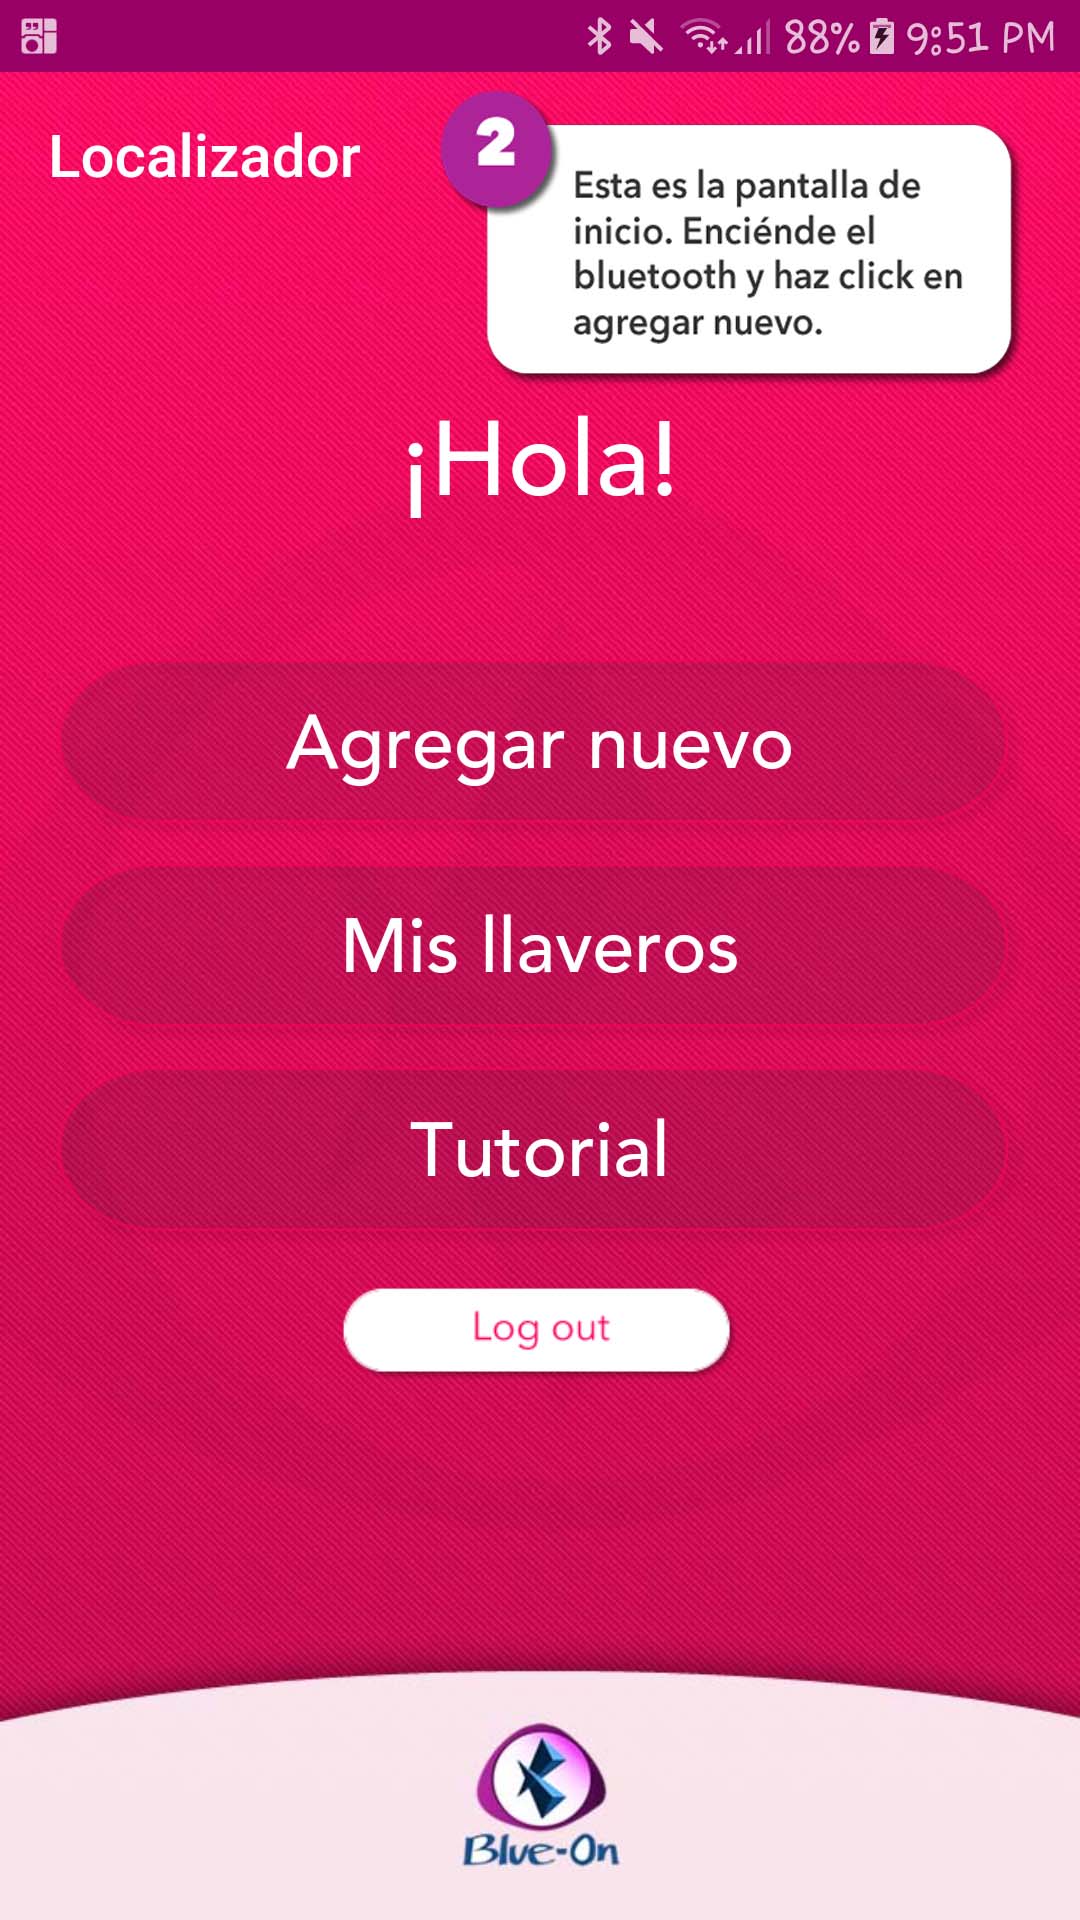 88% 9:51 PM
Localizador
2
Esta es la pantalla de
inicio. Enciénde el
bluetooth y haz click en
agregar nuevo.
¡Hola!
Agregar nuevo
Mis llaveros
Tutorial
Log out
Blue-On